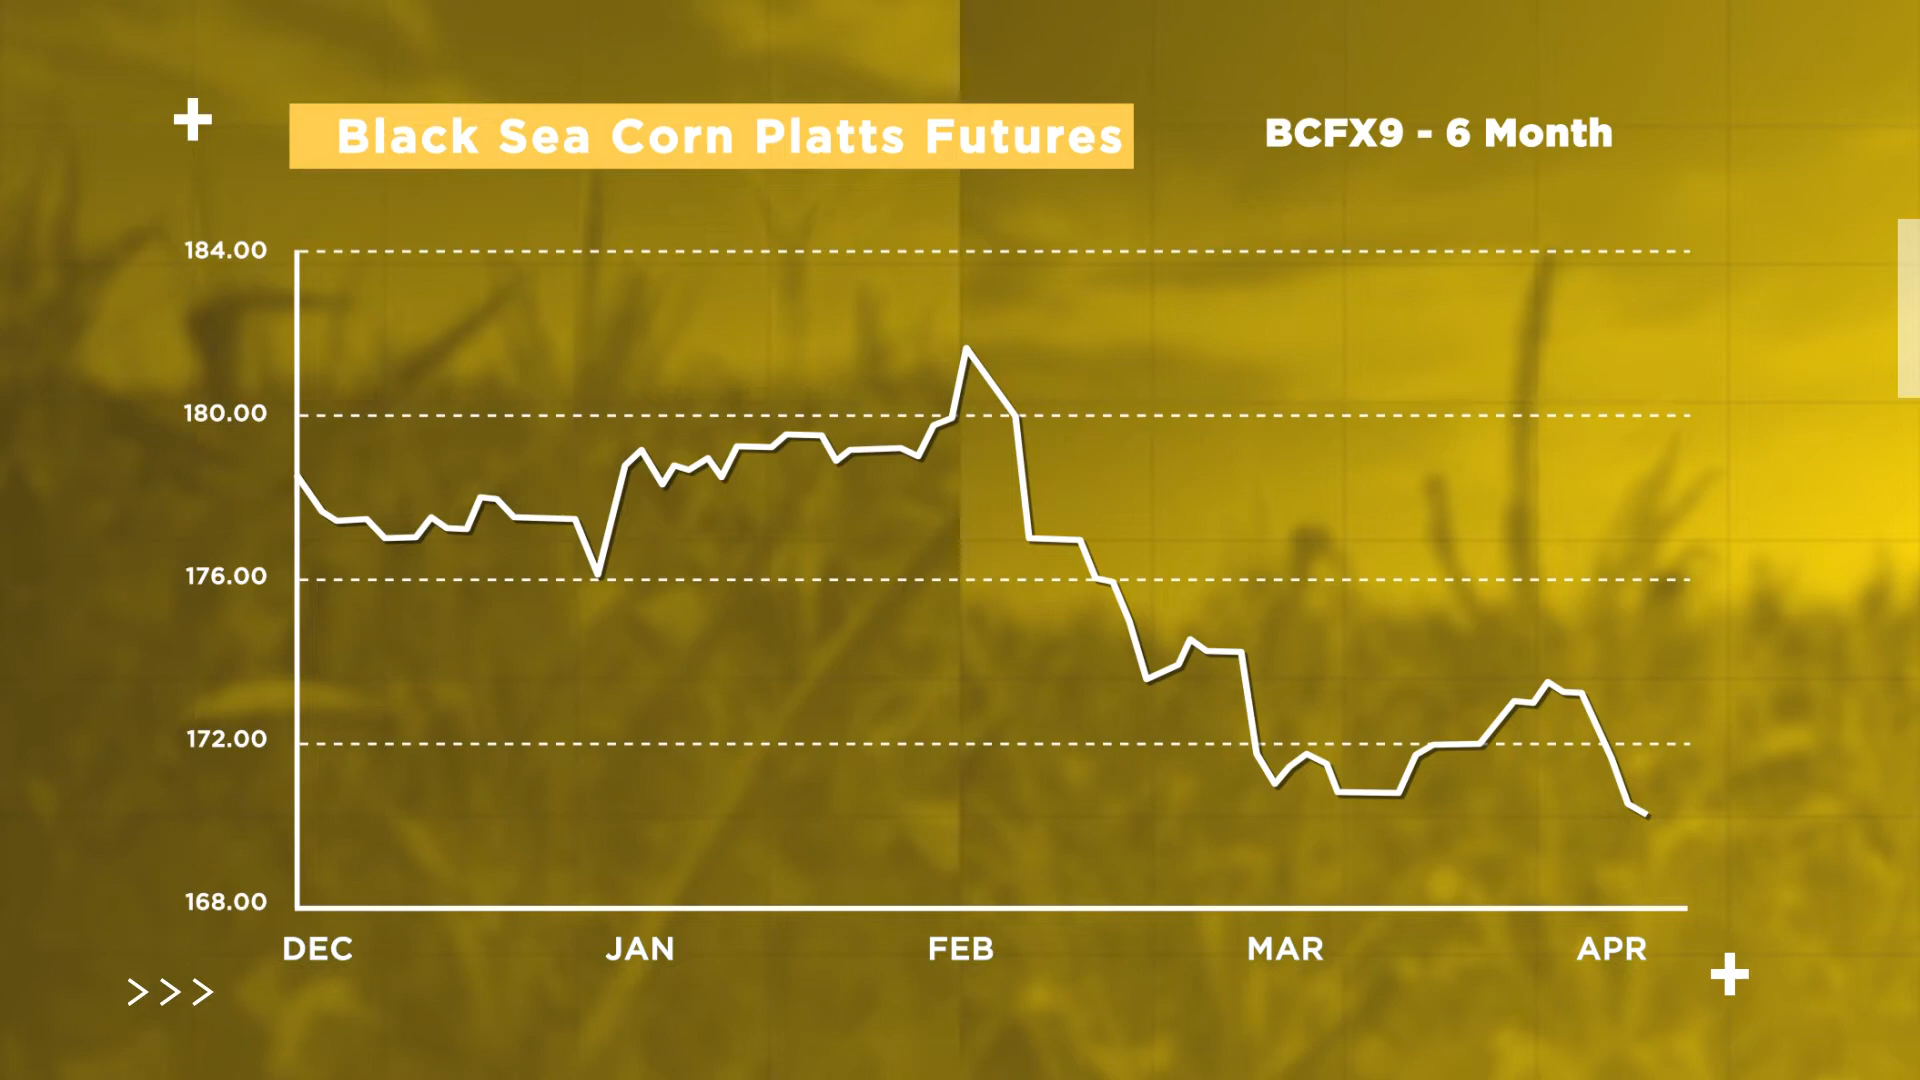 Black Sea Corn Platts Futures
BCFX9 - 6 Month
184.00
180.00
176.00
172.00
168.00
DEC JAN FEB MAR APR